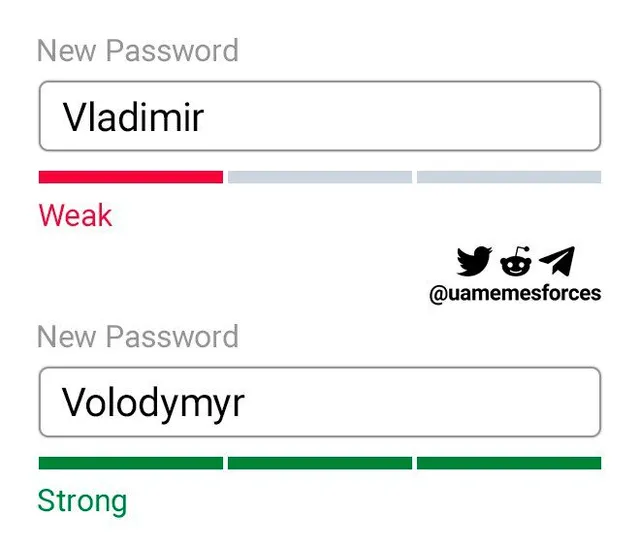 New Password
Vladimir
Weak
@uamemesforces
New Password
Volodymyr
Strong